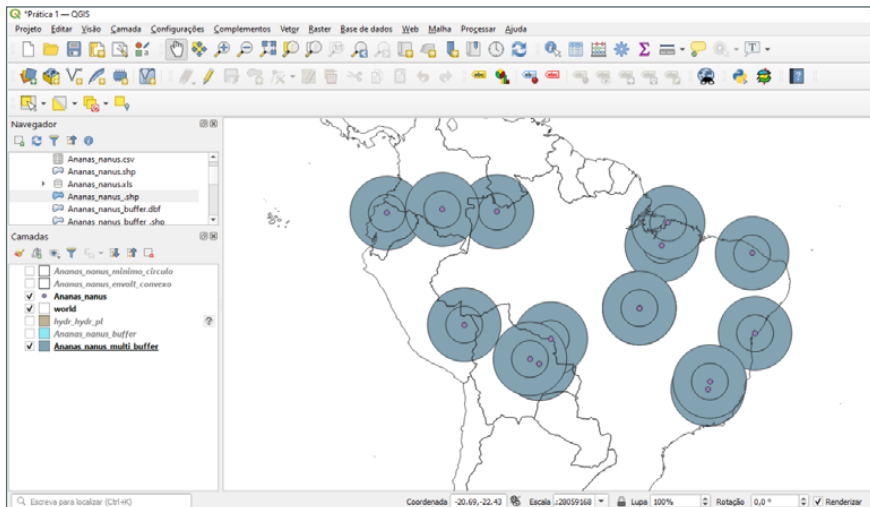 *Prática 1 — QGIS
Projeto Editar Visão Camada Configurações Complementos Vetor Raster Base de dados Web Malha Processar Ajuda
Navegador
Ananas_nanus.csv
Ananas_nanus.shp
Ananas_nanus.xls
Ananas_nanus_.shp
Ananas_nanus_buffer.dbf
Ananas_nanus_buffer_.shp
Camadas
Ananas_nanus_minimo_circulo
Ananas_nanus_envolt_convexo
Ananas_nanus
world
hydr_hydr_pl
Ananas_nanus_buffer
Ananas_nanus_multi_buffer
Escreva para localizar (Ctrl+K)
Coordenada -20.69,-22.43 Escala :28059168 Lupa 100% Rotação 0,0 ° Renderizar